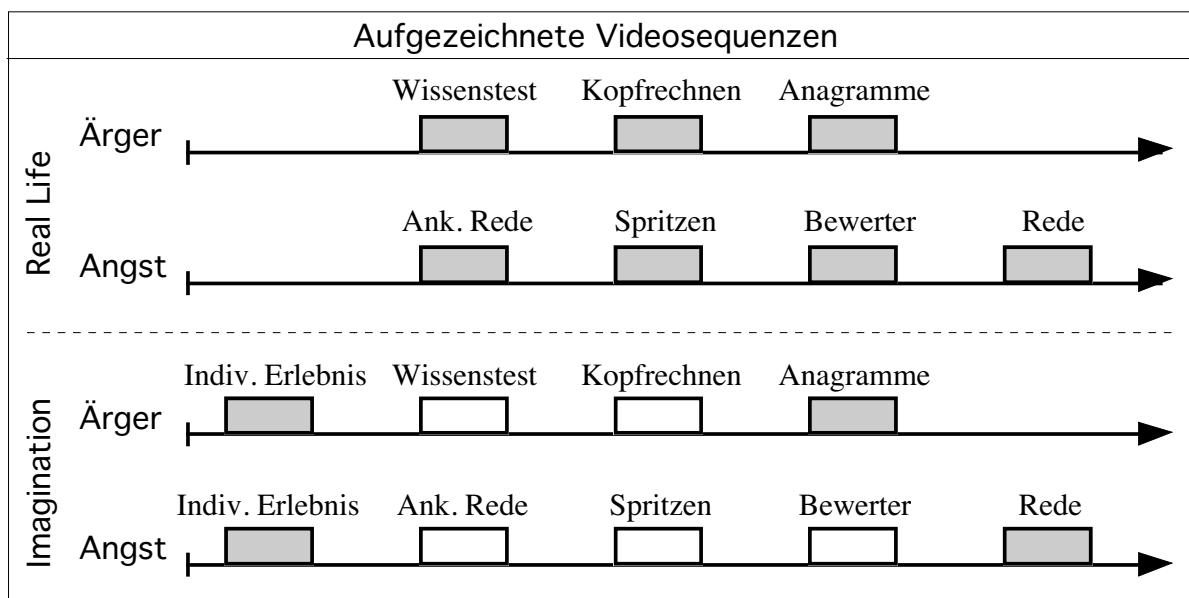 Aufgezeichnete Videosequenzen
Real Life
Wissenstest Kopfrechnen Anagramme
Ärger
Ank. Rede Spritzen Bewerter Rede
Angst
Imagination
Indiv. Erlebnis Wissenstest Kopfrechnen Anagramme
Ärger
Indiv. Erlebnis Ank. Rede Spritzen Bewerter Rede
Angst